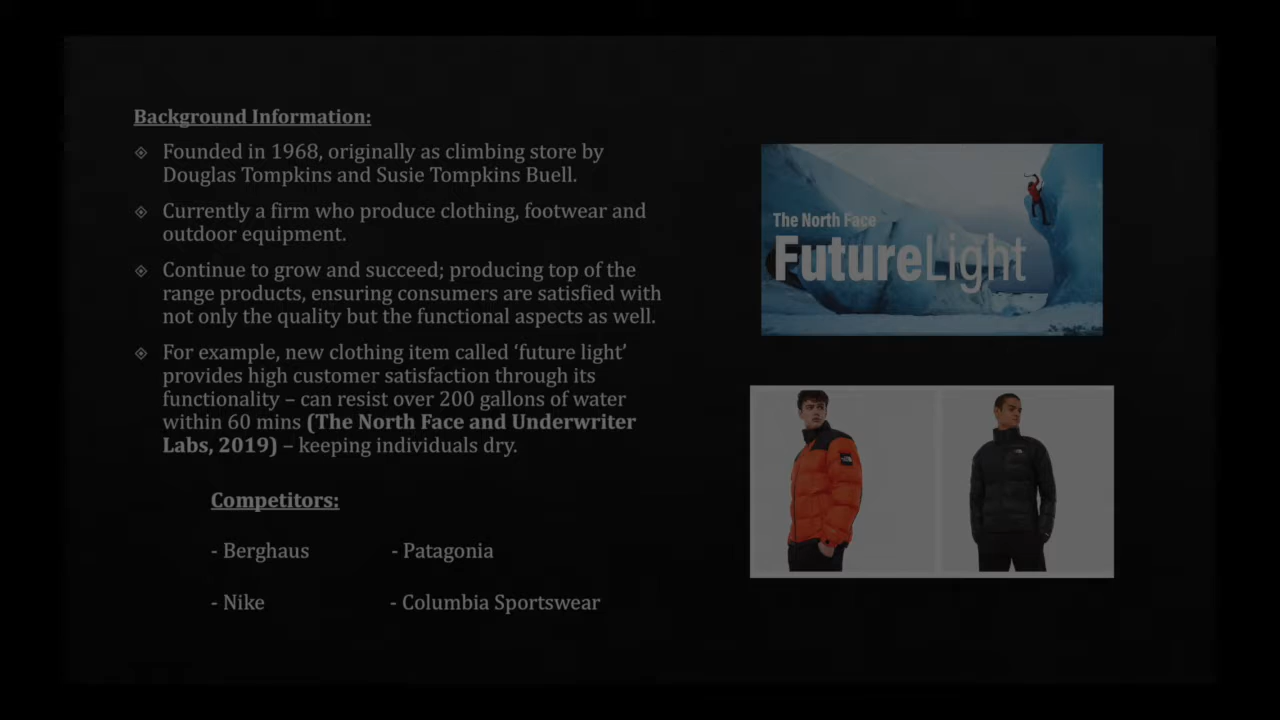 Background Information:
Founded in 1968, originally as climbing store by
Douglas Tompkins and Susie Tompkins Buell.
Currently a firm who produce clothing, footwear and
outdoor equipment.
Continue to grow and succeed; producing top of the
range products, ensuring consumers are satisfied with
not only the quality but the functional aspects as well.
For example, new clothing item called ‘future light’
provides high customer satisfaction through its
functionality – can resist over 200 gallons of water
within 60 mins (The North Face and Underwriter
Labs, 2019) – keeping individuals dry.
Competitors:
- Berghaus - Patagonia
- Nike - Columbia Sportswear
The North Face
FutureLight